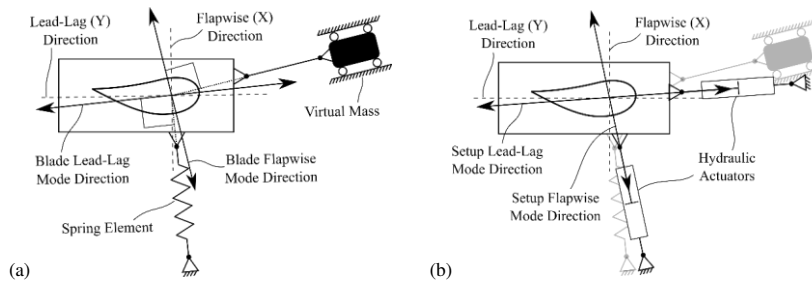 Lead-Lag (Y)
Direction
Flapwise (X)
Direction
Virtual Mass
Blade Lead-Lag
Mode Direction
Blade Flapwise
Mode Direction
Spring Element
(a)
Lead-Lag (Y)
Direction
Flapwise (X)
Direction
Setup Lead-Lag
Mode Direction
Hydraulic
Actuators
Setup Flapwise
Mode Direction
(b)